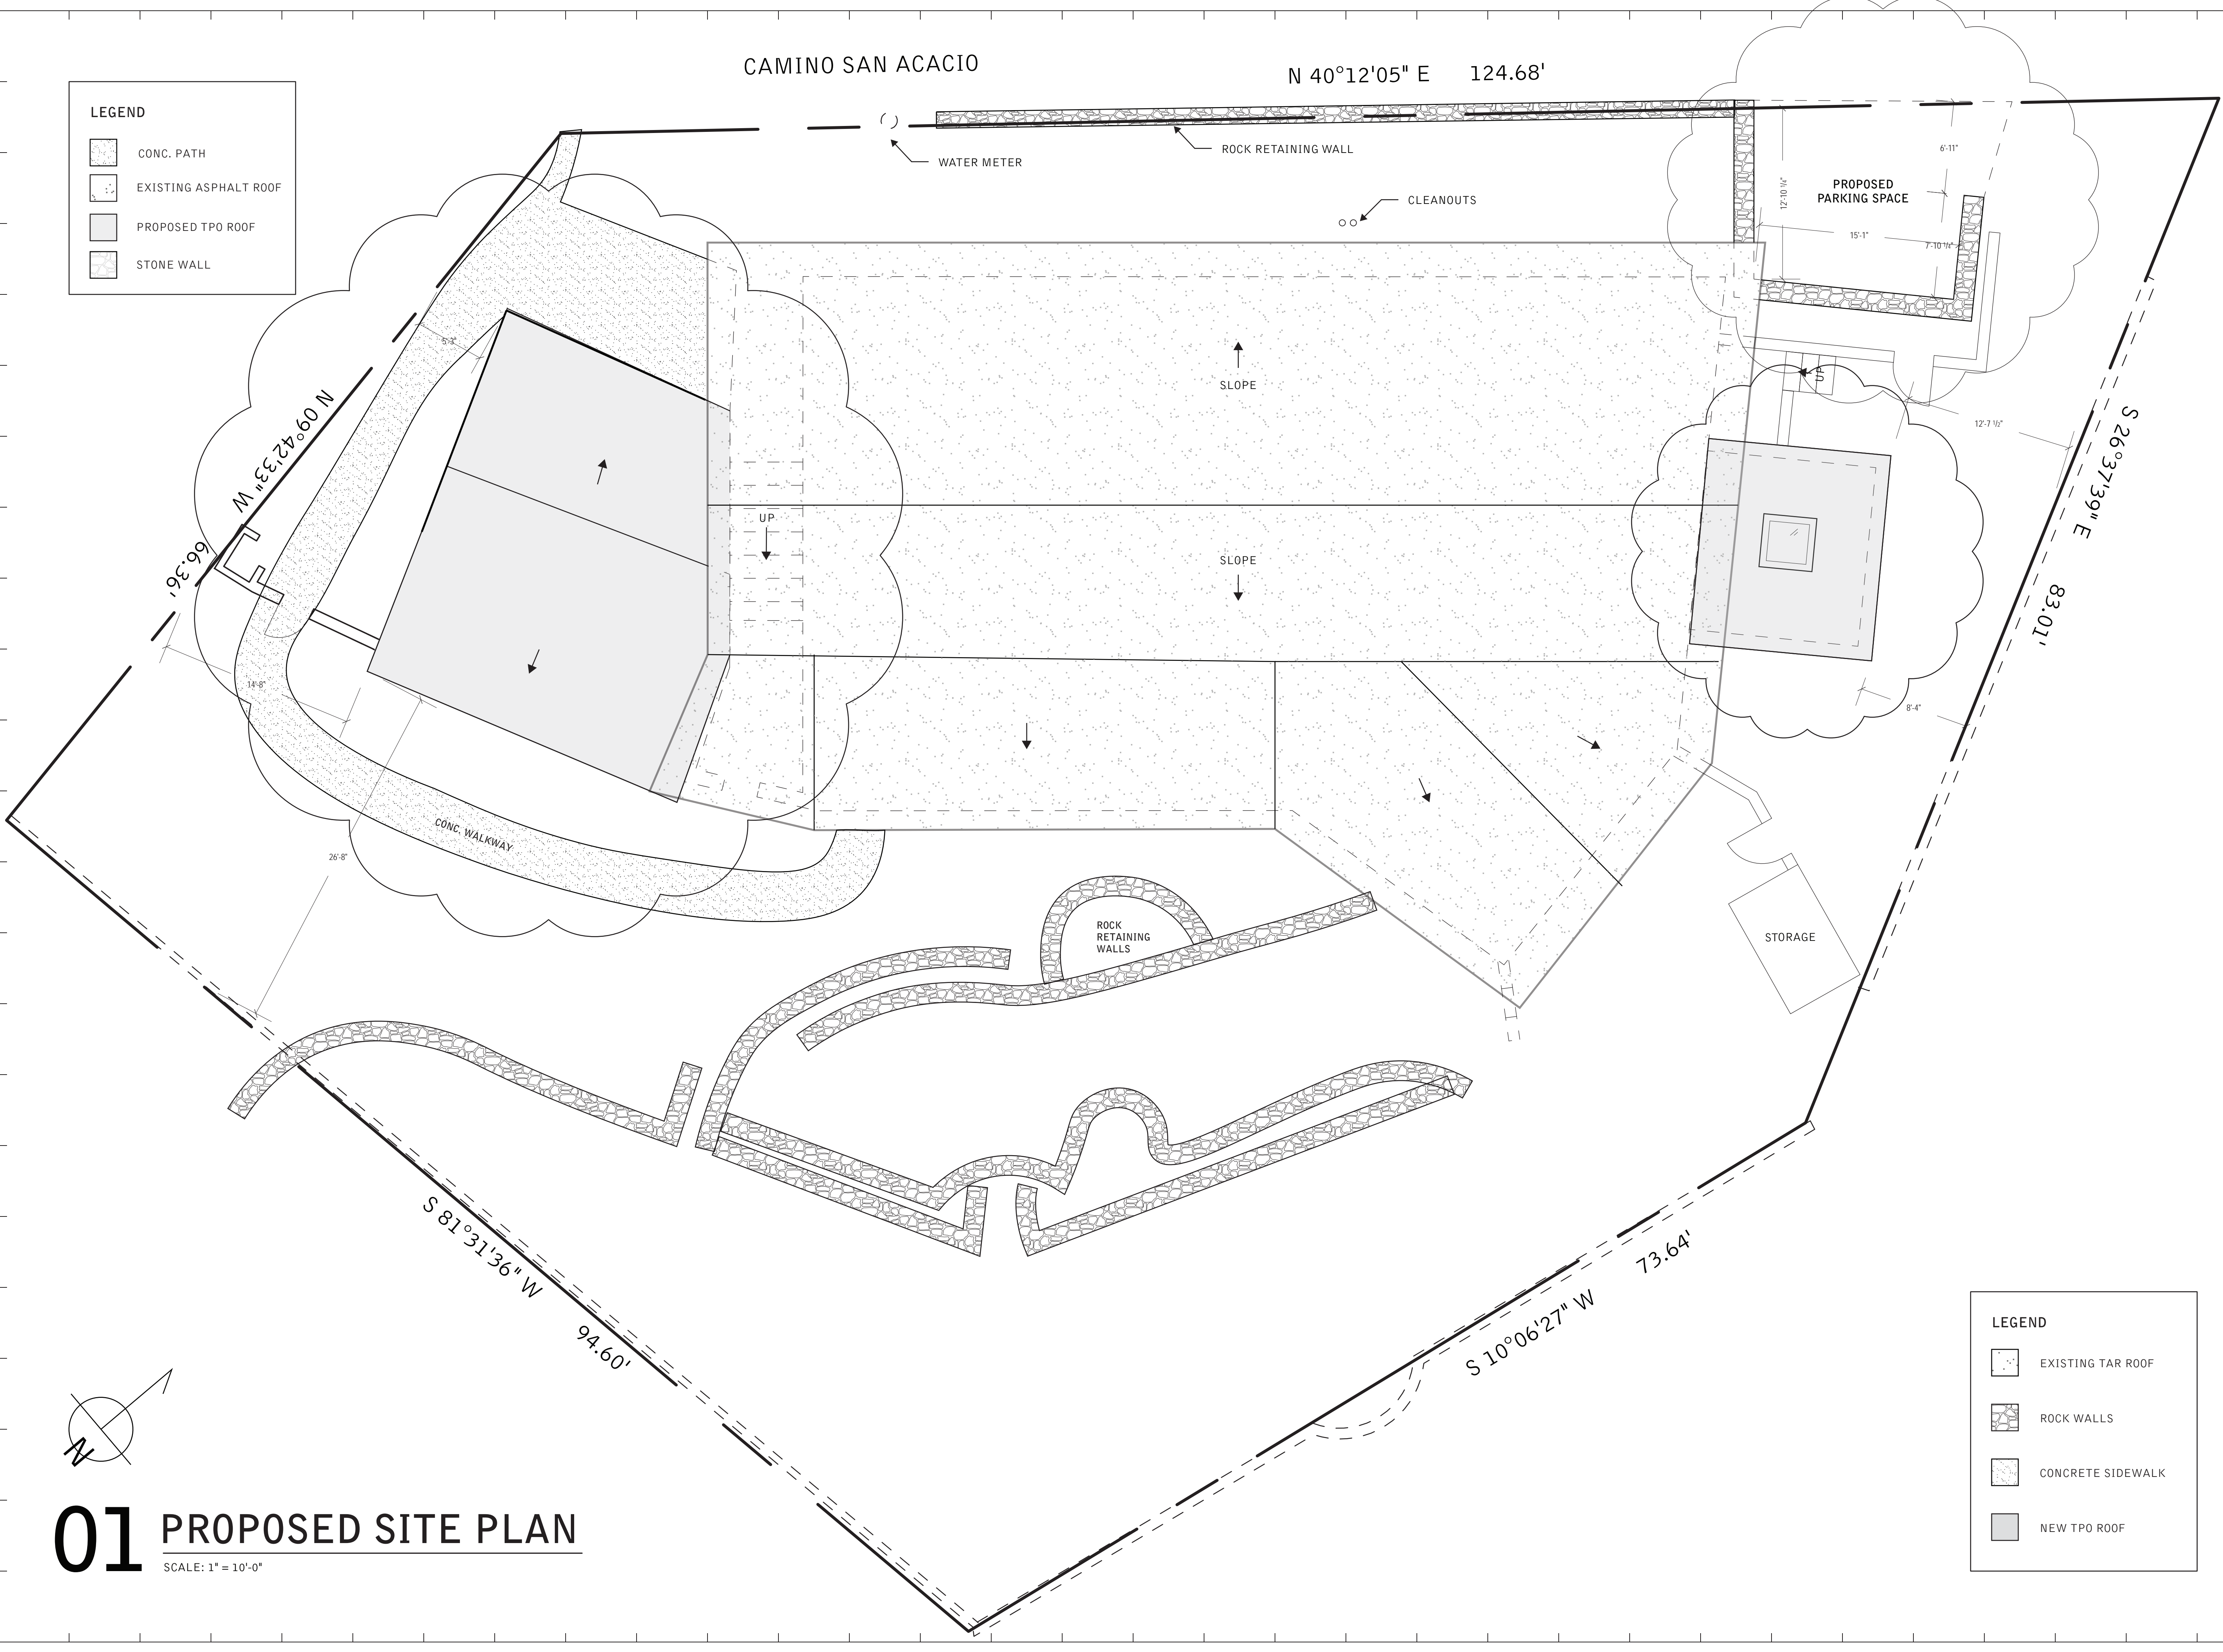 CAMINO SAN ACACIO
N 40°12'05" E 124.68'
LEGEND
CONC. PATH
EXISTING ASPHALT ROOF
PROPOSED TPO ROOF
STONE WALL
WATER METER
ROCK RETAINING WALL
CLEANOUTS
PROPOSED
PARKING SPACE
6'-11"
12'-10 ¼"
15'-1"
7'-10 ¼"
5'-3"
SLOPE
UP
12'-7 ½"
N 09°42'33" W
66.36'
S 26°37'39" E
83.01'
UP
SLOPE
14'-8"
8'-4"
CONC. WALKWAY
26'-8"
ROCK
RETAINING
WALLS
STORAGE
S 81°31'36" W
94.60'
S 10°06'27" W
73.64'
LEGEND
EXISTING TAR ROOF
ROCK WALLS
CONCRETE SIDEWALK
NEW TPO ROOF
N
01 PROPOSED SITE PLAN
SCALE: 1" = 10'-0"